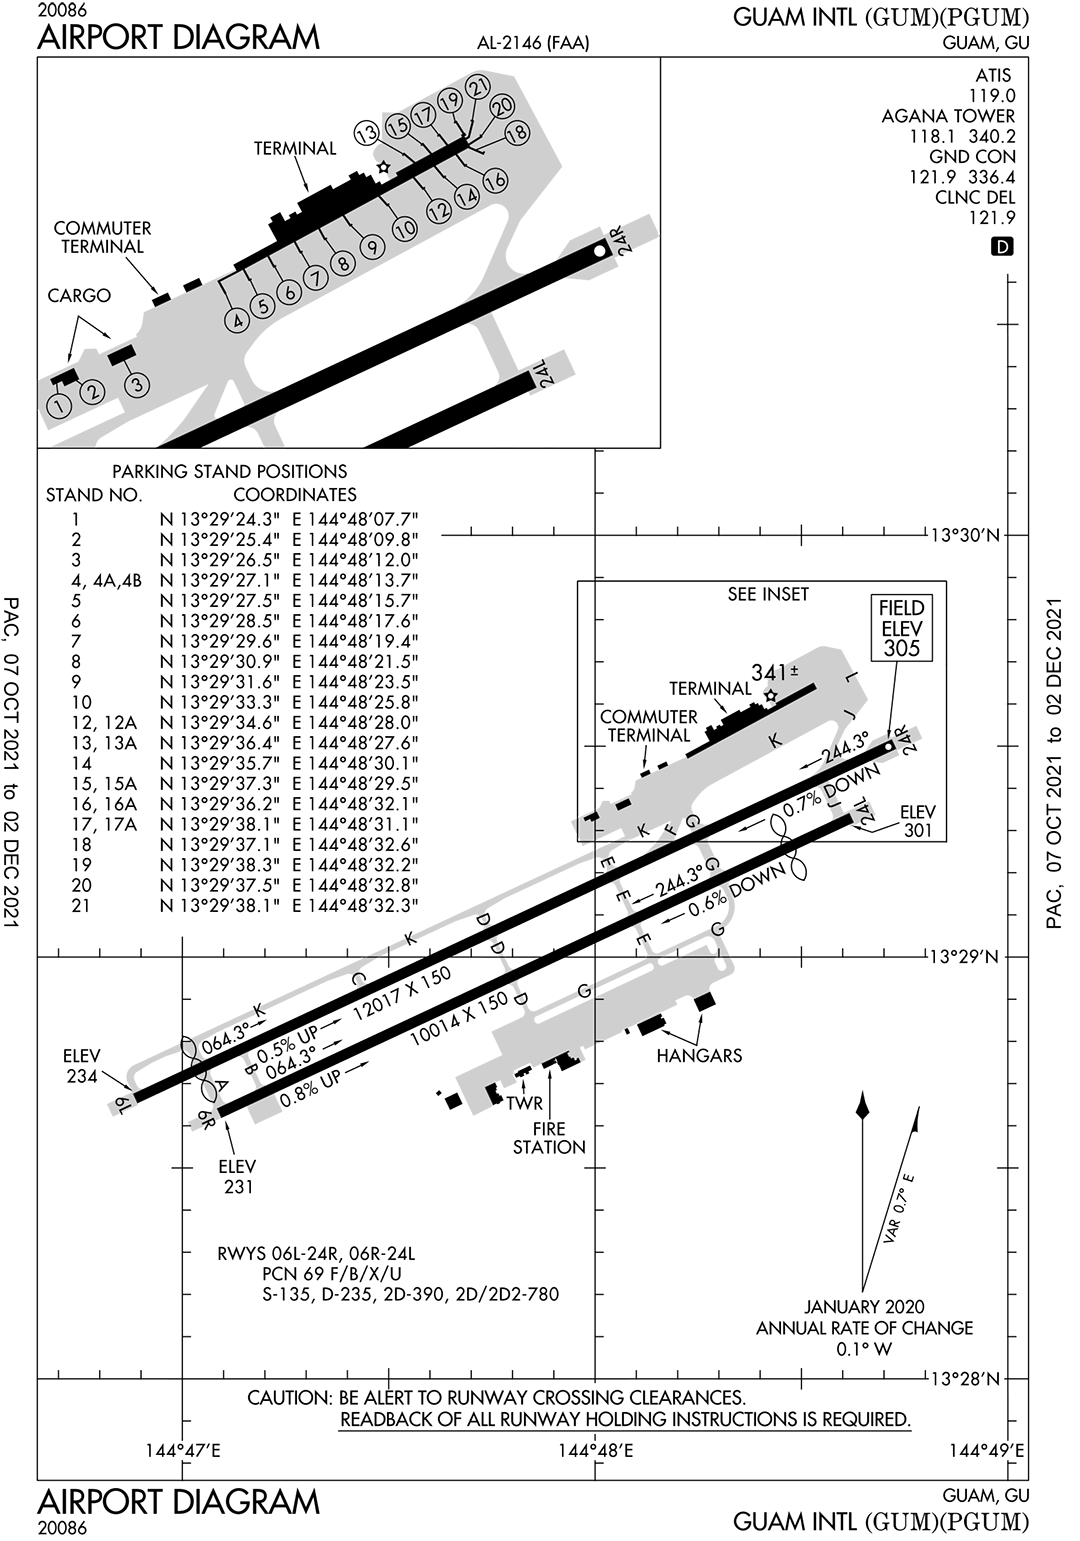 20086
AIRPORT DIAGRAM
AL-2146 (FAA)
GUAM INTL (GUM)(PGUM)
GUAM, GU
ATIS
119.0
AGANA TOWER
118.1 340.2
GND CON
121.9 336.4
CLNC DEL
121.9
D
TERMINAL
COMMUTER
TERMINAL
CARGO
13
15
17
19
21
20
18
16
14
12
10
9
8
7
6
5
4
3
2
1
24R
24L
PARKING STAND POSITIONS
STAND NO. COORDINATES
1 N 13°29'24.3" E 144°48'07.7"
2 N 13°29'25.4" E 144°48'09.8"
3 N 13°29'26.5" E 144°48'12.0"
4, 4A,4B N 13°29'27.1" E 144°48'13.7"
5 N 13°29'27.5" E 144°48'15.7"
6 N 13°29'28.5" E 144°48'17.6"
7 N 13°29'29.6" E 144°48'19.4"
8 N 13°29'30.9" E 144°48'21.5"
9 N 13°29'31.6" E 144°48'23.5"
10 N 13°29'33.3" E 144°48'25.8"
12, 12A N 13°29'34.6" E 144°48'28.0"
13, 13A N 13°29'36.4" E 144°48'27.6"
14 N 13°29'35.7" E 144°48'30.1"
15, 15A N 13°29'37.3" E 144°48'29.5"
16, 16A N 13°29'36.2" E 144°48'32.1"
17, 17A N 13°29'38.1" E 144°48'31.1"
18 N 13°29'37.1" E 144°48'32.6"
19 N 13°29'38.3" E 144°48'32.2"
20 N 13°29'37.5" E 144°48'32.8"
21 N 13°29'38.1" E 144°48'32.3"
13°30'N
SEE INSET
FIELD
ELEV
305
341±
TERMINAL
COMMUTER
TERMINAL
L
J
K
244.3°
24R
0.7% DOWN
J
24L
ELEV
301
K
F
G
E
E
E
244.3°
G
0.6% DOWN
G
D
D
D
K
C
K
G
12017 X 150
10014 X 150
13°29'N
064.3°
0.5% UP
064.3°
0.8% UP
B
A
ELEV
234
6L
6R
ELEV
231
HANGARS
TWR
FIRE
STATION
VAR 0.7° E
RWYS 06L-24R, 06R-24L
PCN 69 F/B/X/U
S-135, D-235, 2D-390, 2D/2D2-780
JANUARY 2020
ANNUAL RATE OF CHANGE
0.1° W
13°28'N
CAUTION: BE ALERT TO RUNWAY CROSSING CLEARANCES.
READBACK OF ALL RUNWAY HOLDING INSTRUCTIONS IS REQUIRED.
144°47'E
144°48'E
144°49'E
PAC, 07 OCT 2021 to 02 DEC 2021
PAC, 07 OCT 2021 to 02 DEC 2021
AIRPORT DIAGRAM
20086
GUAM, GU
GUAM INTL (GUM)(PGUM)